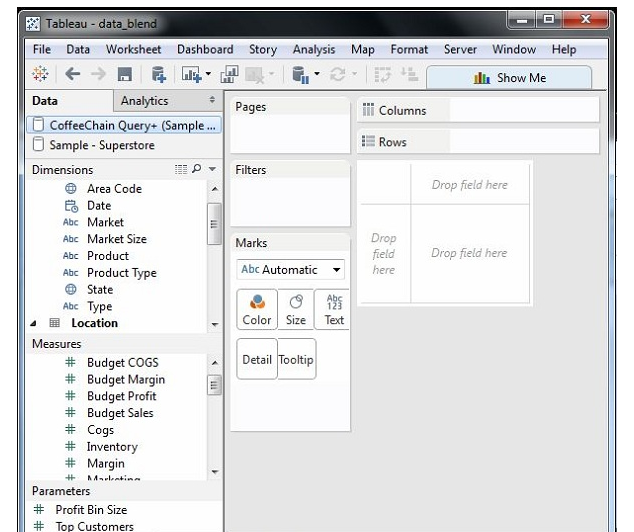 Tableau - data_blend
File Data Worksheet Dashboard Story Analysis Map Format Server Window Help
Show Me
Data Analytics
CoffeeChain Query+ (Sample ...
Sample - Superstore
Dimensions
Area Code
Date
Abc Market
Abc Market Size
Abc Product
Abc Product Type
State
Abc Type
Location
Measures
# Budget COGS
# Budget Margin
# Budget Profit
# Budget Sales
# Cogs
# Inventory
# Margin
# Marketing
Parameters
# Profit Bin Size
# Top Customers
Pages
Filters
Marks
Abc Automatic
Color Size Abc 123 Text
Detail Tooltip
Columns
Rows
Drop field here
Drop
field
here
Drop field here